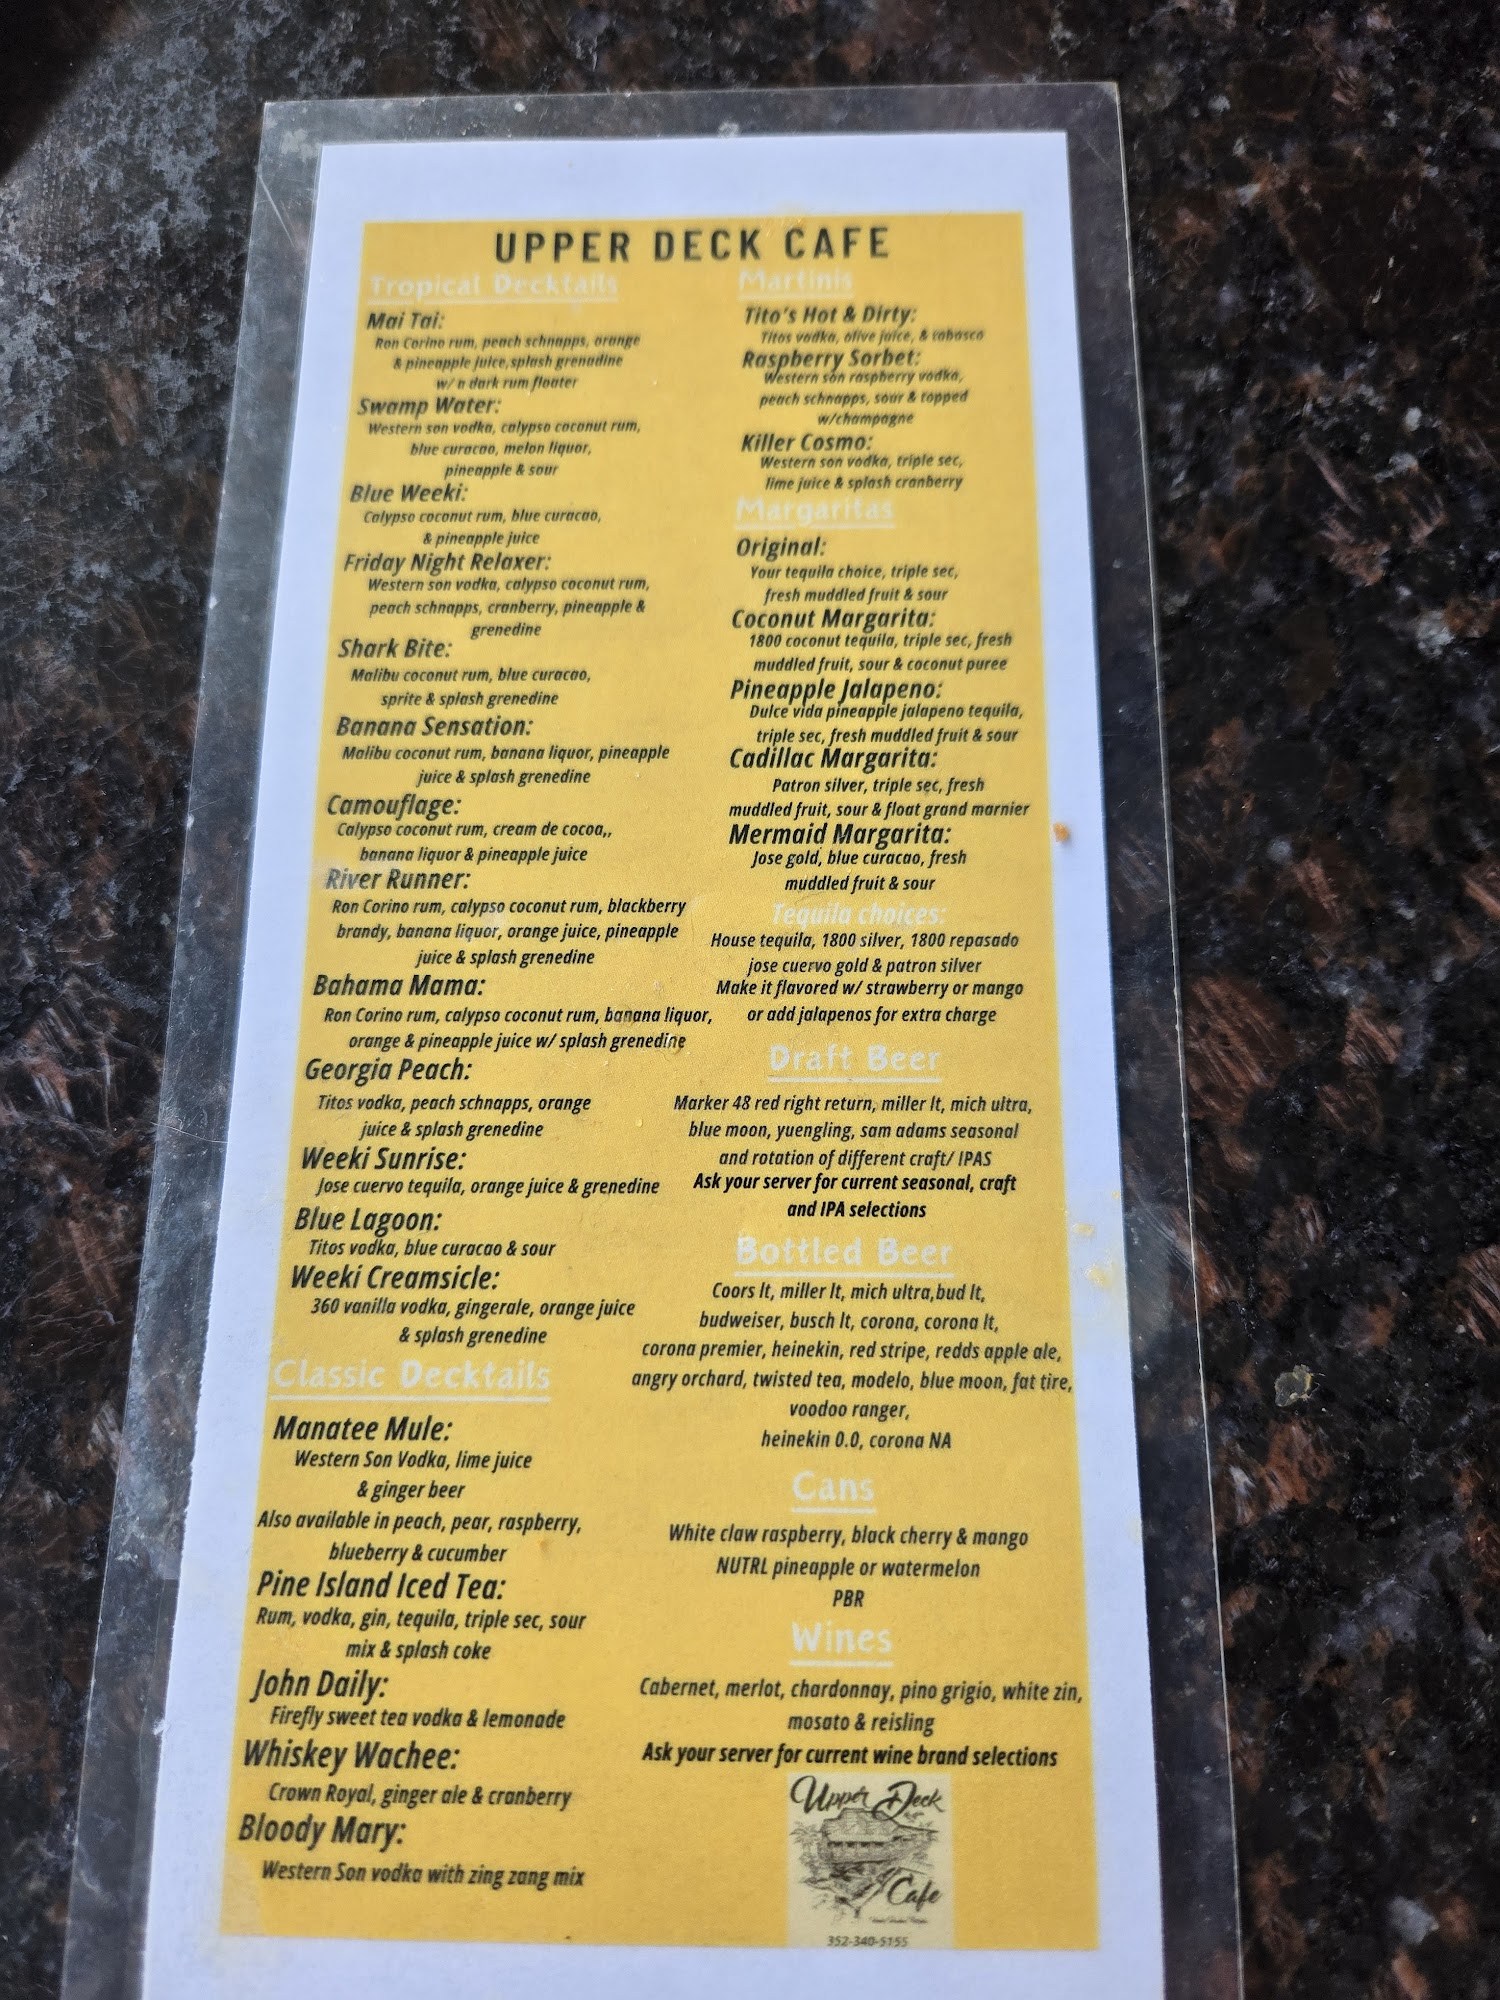 UPPER DECK CAFE
Tropical Decktails
Mai Tai:
Ron Corino rum, peach schnapps, orange
& pineapple juice,splash grenadine
w/ a dark rum floater
Swamp Water:
Western son vodka, calypso coconut rum,
blue curacao, melon liquor,
pineapple & sour
Blue Weeki:
Calypso coconut rum, blue curacao,
& pineapple juice
Friday Night Relaxer:
Western son vodka, calypso coconut rum,
peach schnapps, cranberry, pineapple &
grenedine
Shark Bite:
Malibu coconut rum, blue curacao,
sprite & splash grenedine
Banana Sensation:
Malibu coconut rum, banana liquor, pineapple
juice & splash grenedine
Camouflage:
Calypso coconut rum, cream de cocoa,,
banana liquor & pineapple juice
River Runner:
Ron Corino rum, calypso coconut rum, blackberry
brandy, banana liquor, orange juice, pineapple
juice & splash grenedine
Bahama Mama:
Ron Corino rum, calypso coconut rum, banana liquor,
orange & pineapple juice w/ splash grenedine
Georgia Peach:
Titos vodka, peach schnapps, orange
juice & splash grenedine
Weeki Sunrise:
Jose cuervo tequila, orange juice & grenedine
Blue Lagoon:
Titos vodka, blue curacao & sour
Weeki Creamsicle:
360 vanilla vodka, gingerale, orange juice
& splash grenedine
Classic Decktails
Manatee Mule:
Western Son Vodka, lime juice
& ginger beer
Also available in peach, pear, raspberry,
blueberry & cucumber
Pine Island Iced Tea:
Rum, vodka, gin, tequila, triple sec, sour
mix & splash coke
John Daily:
Firefly sweet tea vodka & lemonade
Whiskey Wachee:
Crown Royal, ginger ale & cranberry
Bloody Mary:
Western Son vodka with zing zang mix
Martinis
Tito's Hot & Dirty:
Titos vodka, olive juice, & tabasco
Raspberry Sorbet:
Western son raspberry vodka,
peach schnapps, sour & topped
w/champagne
Killer Cosmo:
Western son vodka, triple sec,
lime juice & splash cranberry
Margaritas
Original:
Your tequila choice, triple sec,
fresh muddled fruit & sour
Coconut Margarita:
1800 coconut tequila, triple sec, fresh
muddled fruit, sour & coconut puree
Pineapple Jalapeno:
Dulce vida pineapple jalapeno tequila,
triple sec, fresh muddled fruit & sour
Cadillac Margarita:
Patron silver, triple sec, fresh
muddled fruit, sour & float grand marnier
Mermaid Margarita:
Jose gold, blue curacao, fresh
muddled fruit & sour
Tequila choices:
House tequila, 1800 silver, 1800 repasado
jose cuervo gold & patron silver
Make it flavored w/ strawberry or mango
or add jalapenos for extra charge
Draft Beer
Marker 48 red right return, miller lt, mich ultra,
blue moon, yuengling, sam adams seasonal
and rotation of different craft/ IPAS
Ask your server for current seasonal, craft
and IPA selections
Bottled Beer
Coors lt, miller lt, mich ultra,bud lt,
budweiser, busch lt, corona, corona lt,
corona premier, heinekin, red stripe, redds apple ale,
angry orchard, twisted tea, modelo, blue moon, fat tire,
voodoo ranger,
heinekin 0.0, corona NA
Cans
White claw raspberry, black cherry & mango
NUTRL pineapple or watermelon
PBR
Wines
Cabernet, merlot, chardonnay, pino grigio, white zin,
mosato & reisling
Ask your server for current wine brand selections
Upper Deck
Cafe
352-340-5155